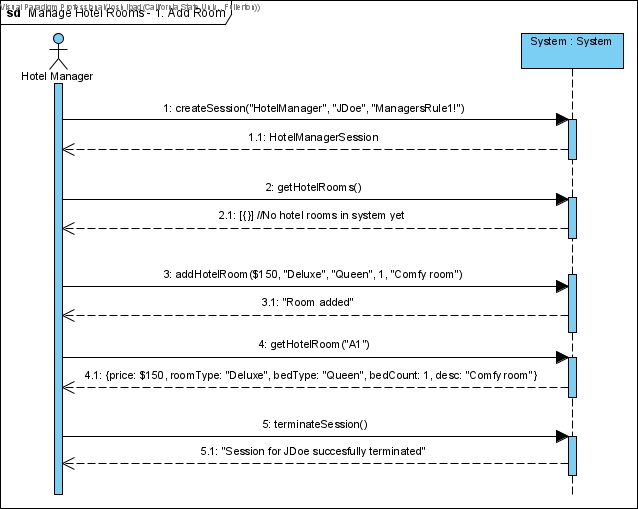 Visual Paradigm Professional(Josh Ibad(California State Univ., Fullerton))
sd Manage Hotel Rooms - 1. Add Room
System : System
Hotel Manager
1: createSession("HotelManager", "JDoe", "ManagersRule1!")
1.1: HotelManagerSession
2: getHotelRooms()
2.1: [{}] //No hotel rooms in system yet
3: addHotelRoom($150, "Deluxe", "Queen", 1, "Comfy room")
3.1: "Room added"
4: getHotelRoom("A1")
4.1: {price: $150, roomType: "Deluxe", bedType: "Queen", bedCount: 1, desc: "Comfy room"}
5: terminateSession()
5.1: "Session for JDoe succesfully terminated"